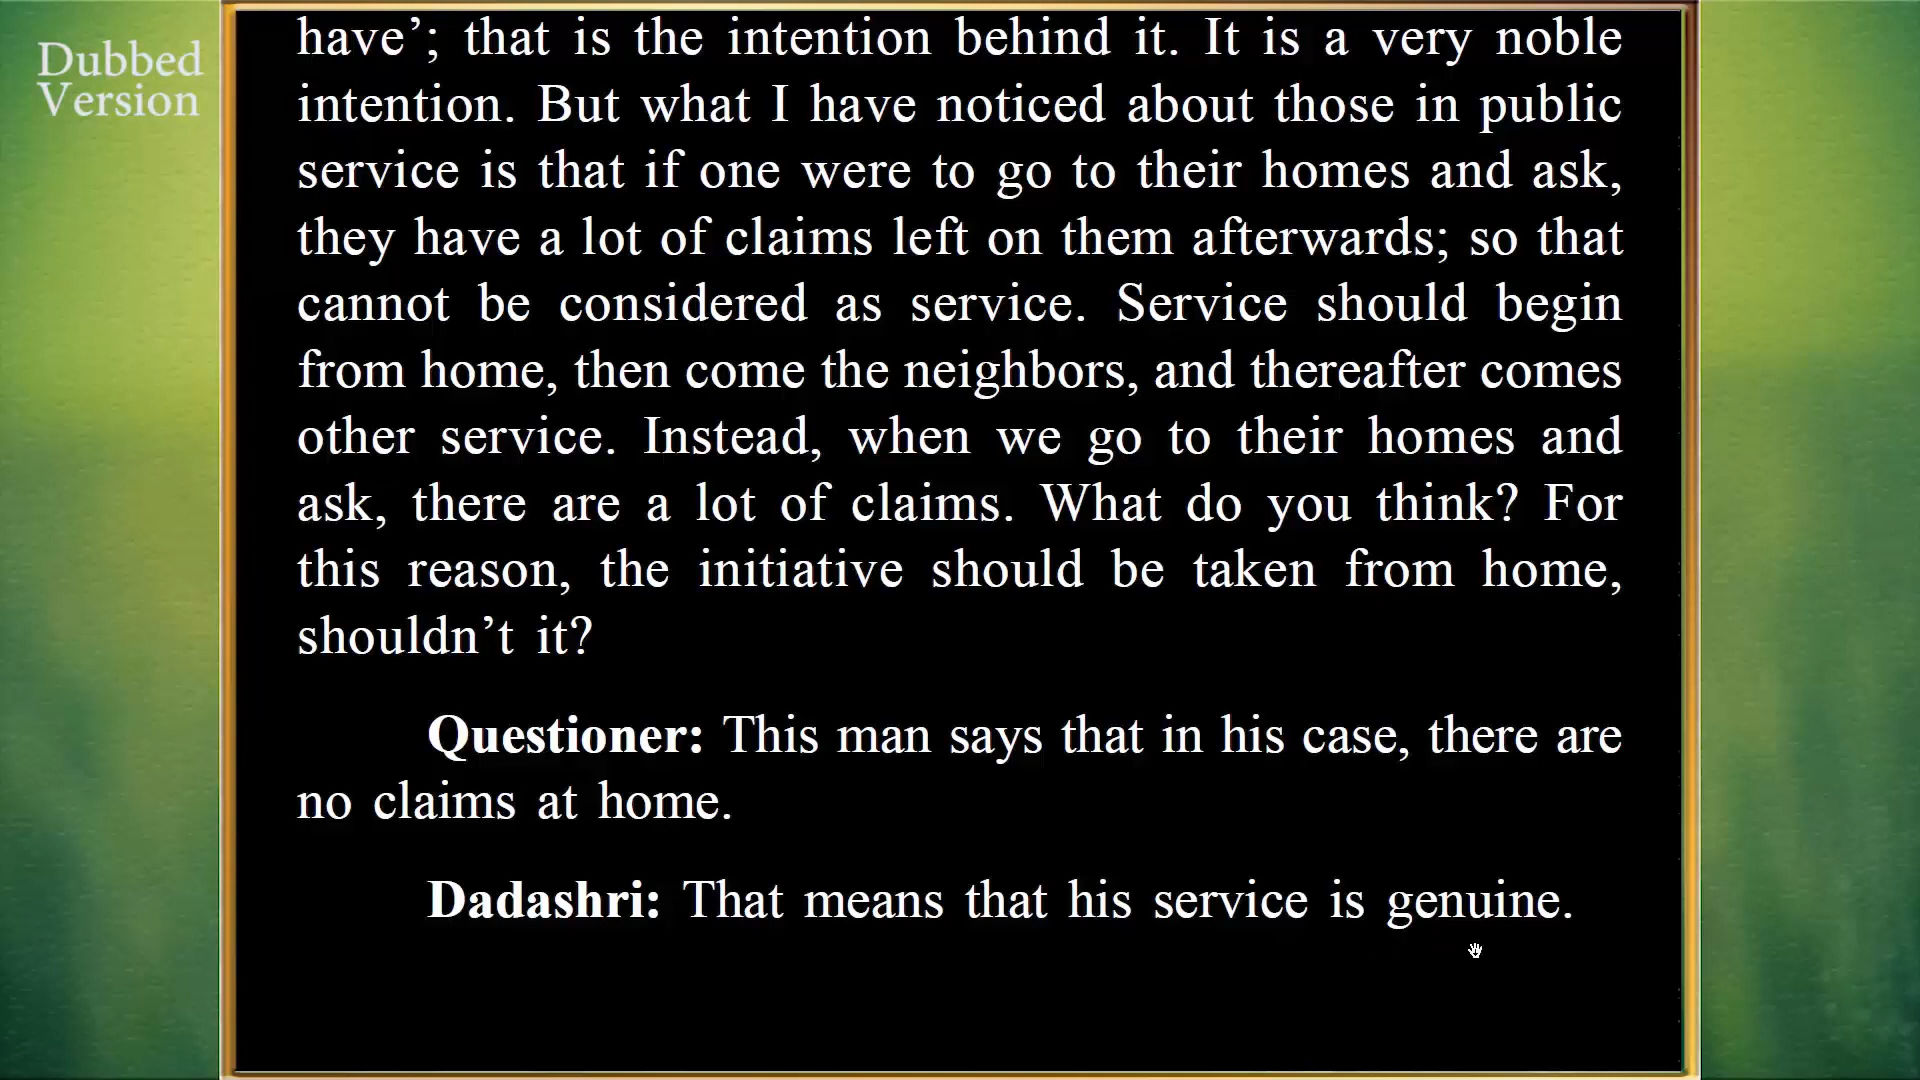 Dubbed
Version
have’; that is the intention behind it. It is a very noble
intention. But what I have noticed about those in public
service is that if one were to go to their homes and ask,
they have a lot of claims left on them afterwards; so that
cannot be considered as service. Service should begin
from home, then come the neighbors, and thereafter comes
other service. Instead, when we go to their homes and
ask, there are a lot of claims. What do you think? For
this reason, the initiative should be taken from home,
shouldn’t it?
Questioner: This man says that in his case, there are
no claims at home.
Dadashri: That means that his service is genuine.